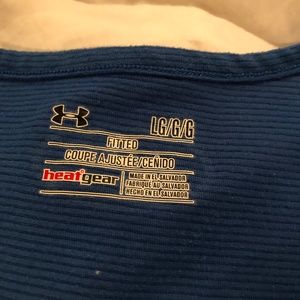 LG/G/G
FITTED
COUPE AJUSTÉE/CEÑIDO
heatgear
MADE IN EL SALVADOR
FABRIQUÉ AU SALVADOR
HECHO EN EL SALVADOR